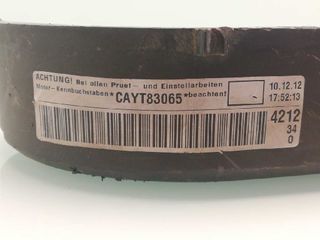 ACHTUNG! Bei allen Pruef- und Einstellarbeiten
Motor-Kennbuchstaben*CAYT83065*beachten!
10.12.12
17:52:13
4212
34
0